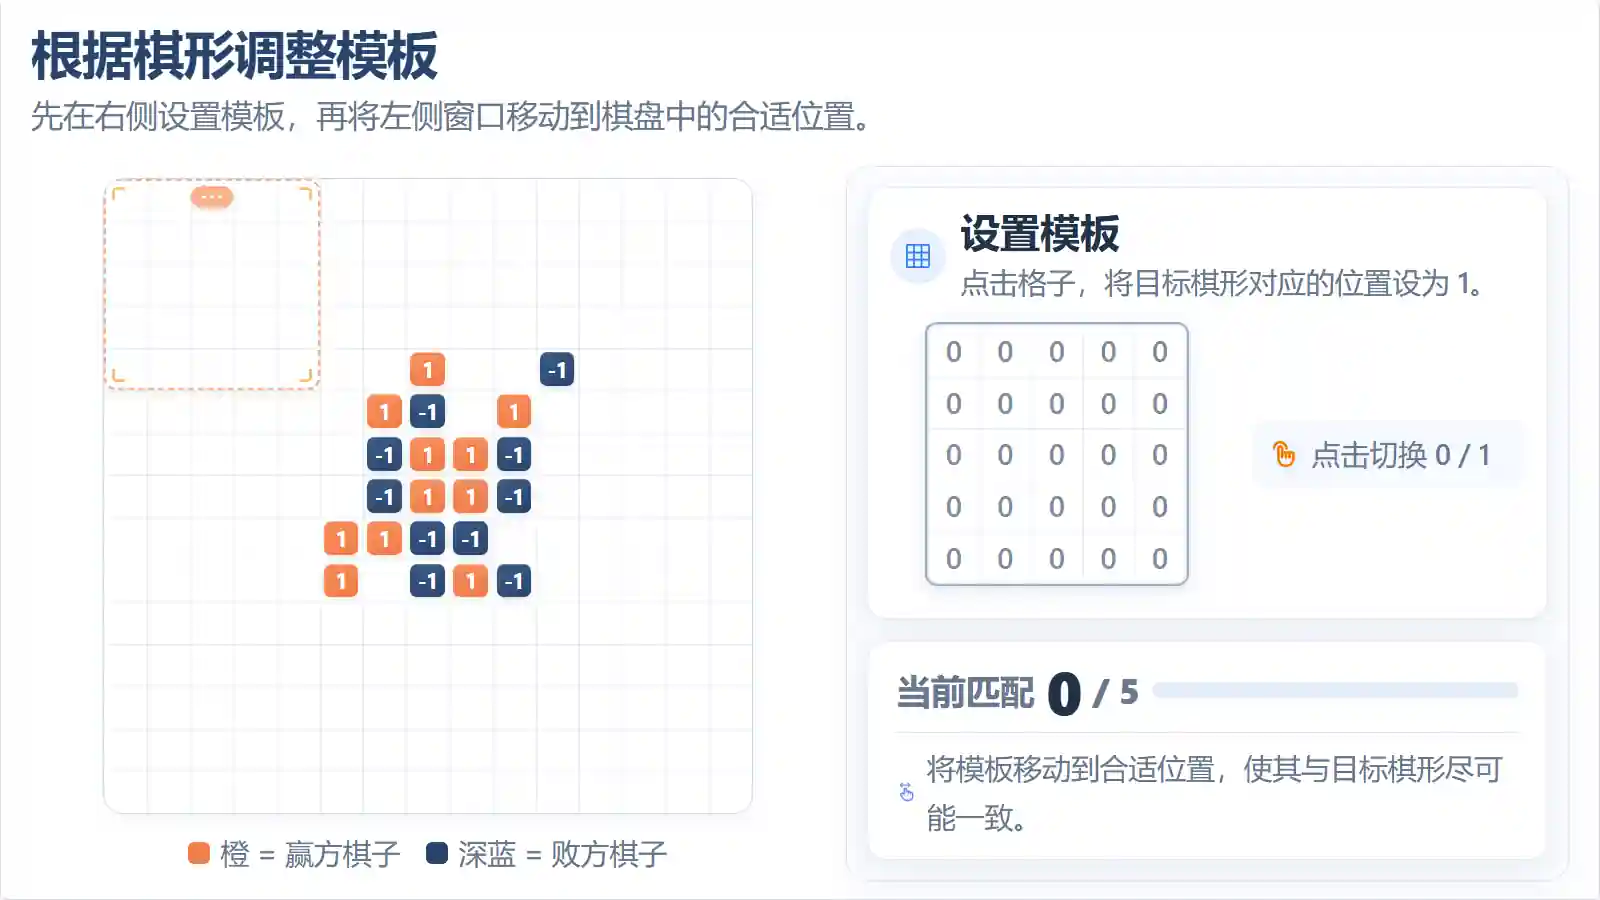 根据棋形调整模板
先在右侧设置模板，再将左侧窗口移动到棋盘中的合适位置。
1 -1
1 -1 1
-1 1 1 -1
-1 1 1 -1
1 1 -1 -1
1 -1 1 -1
橙 = 赢方棋子 深蓝 = 败方棋子
设置模板
点击格子，将目标棋形对应的位置设为 1。
0 0 0 0 0
0 0 0 0 0
0 0 0 0 0
0 0 0 0 0
0 0 0 0 0
点击切换 0 / 1
当前匹配 0 / 5
将模板移动到合适位置，使其与目标棋形尽可
能一致。